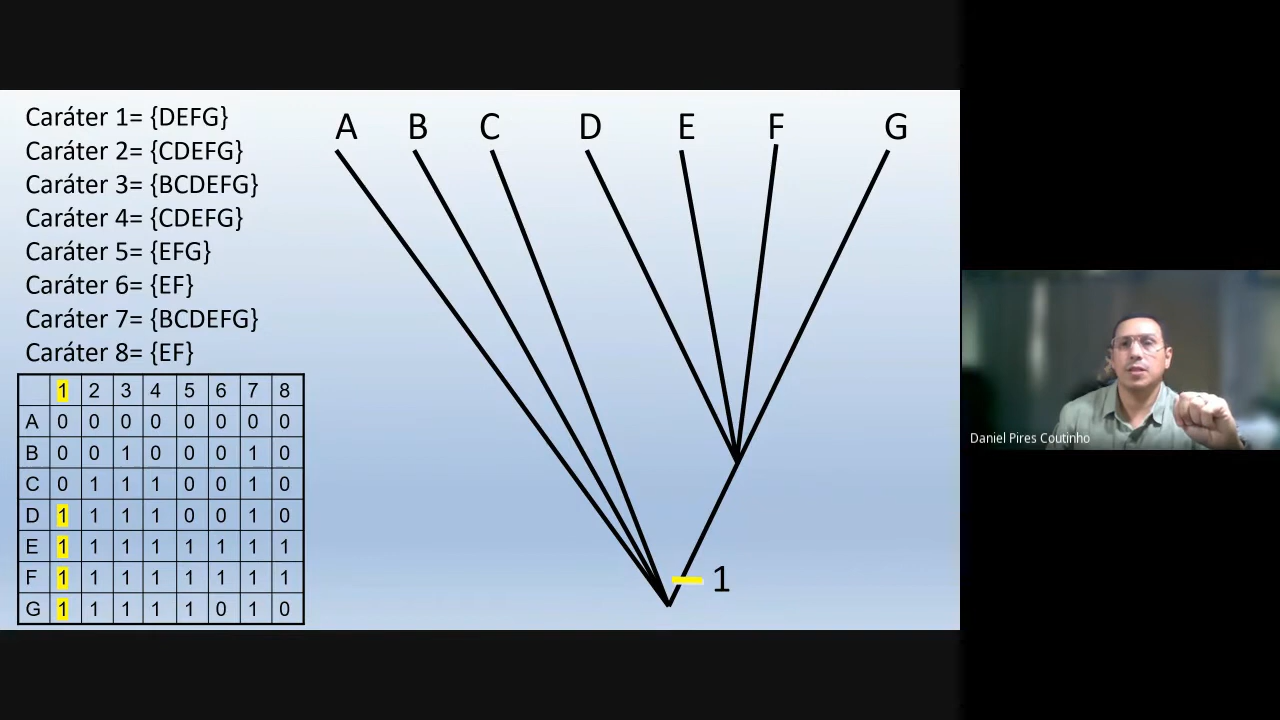 Caráter 1= {DEFG}
Caráter 2= {CDEFG}
Caráter 3= {BCDEFG}
Caráter 4= {CDEFG}
Caráter 5= {EFG}
Caráter 6= {EF}
Caráter 7= {BCDEFG}
Caráter 8= {EF}
1 2 3 4 5 6 7 8
A 0 0 0 0 0 0 0 0
B 0 0 1 0 0 0 1 0
C 0 1 1 1 0 0 1 0
D 1 1 1 1 0 0 1 0
E 1 1 1 1 1 1 1 1
F 1 1 1 1 1 1 1 1
G 1 1 1 1 1 0 1 0
A B C D E F G
1
Daniel Pires Coutinho